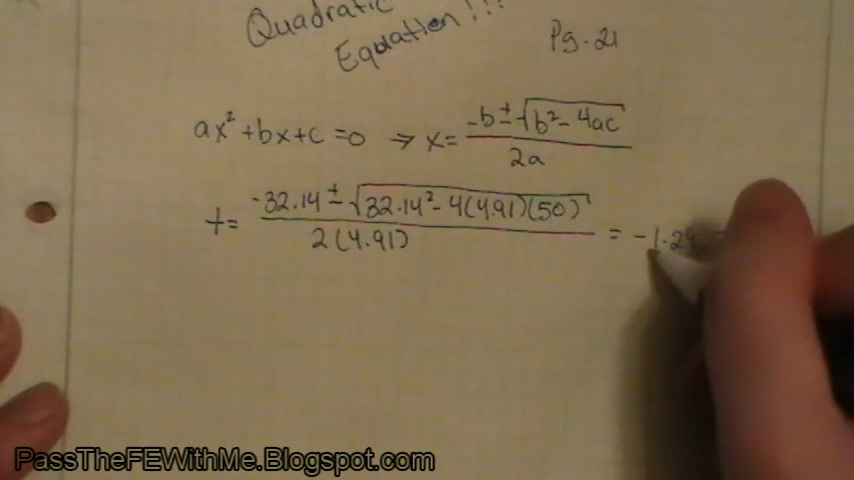 Quadratic
Equation!!!
Pg. 21
ax² + bx + c = 0 → x = (-b ± √(b² - 4ac)) / 2a
t = (-32.14 ± √(32.14² - 4(4.91)(50))) / 2(4.91) = -1.29
PassTheFEWithMe.Blogspot.com